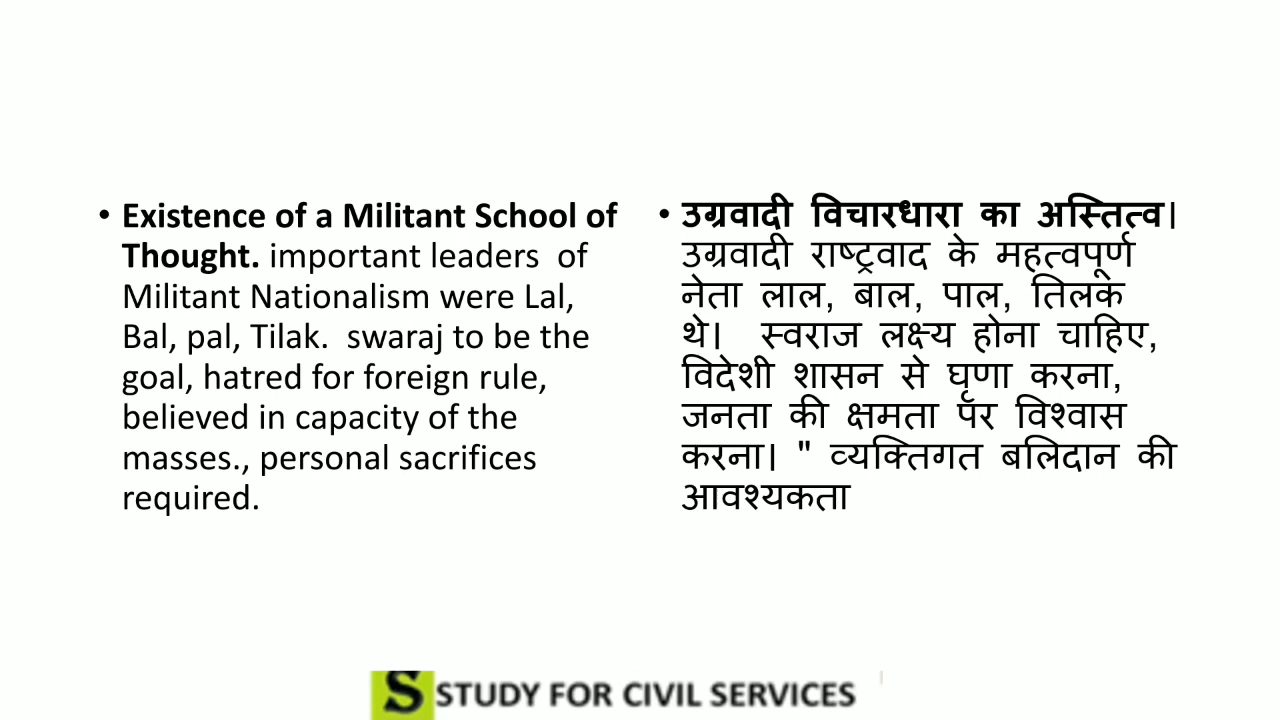 • Existence of a Militant School of
Thought. important leaders of
Militant Nationalism were Lal,
Bal, pal, Tilak. swaraj to be the
goal, hatred for foreign rule,
believed in capacity of the
masses., personal sacrifices
required.
• उग्रवादी विचारधारा का अस्तित्व।
उग्रवादी राष्ट्रवाद के महत्वपूर्ण
नेता लाल, बाल, पाल, तिलक
थे। स्वराज लक्ष्य होना चाहिए,
विदेशी शासन से घृणा करना,
जनता की क्षमता पर विश्वास
करना। " व्यक्तिगत बलिदान की
आवश्यकता
S STUDY FOR CIVIL SERVICES